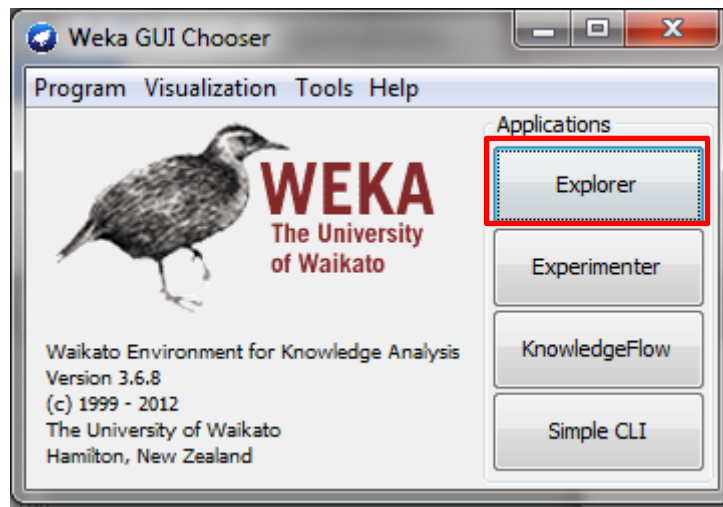 Weka GUI Chooser
Program Visualization Tools Help
Applications
WEKA
The University
of Waikato
Explorer
Experimenter
KnowledgeFlow
Simple CLI
Waikato Environment for Knowledge Analysis
Version 3.6.8
(c) 1999 - 2012
The University of Waikato
Hamilton, New Zealand